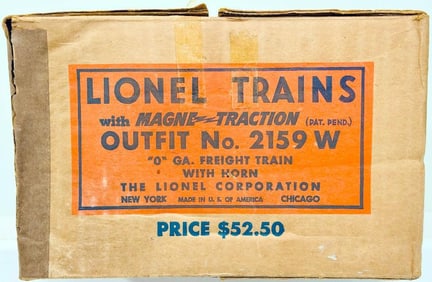 LIONEL TRAINS
with MAGNE-TRACTION (PAT. PEND.)
OUTFIT No. 2159 W
"O" GA. FREIGHT TRAIN
WITH HORN
THE LIONEL CORPORATION
NEW YORK MADE IN U. S. OF AMERICA CHICAGO
PRICE $52.50